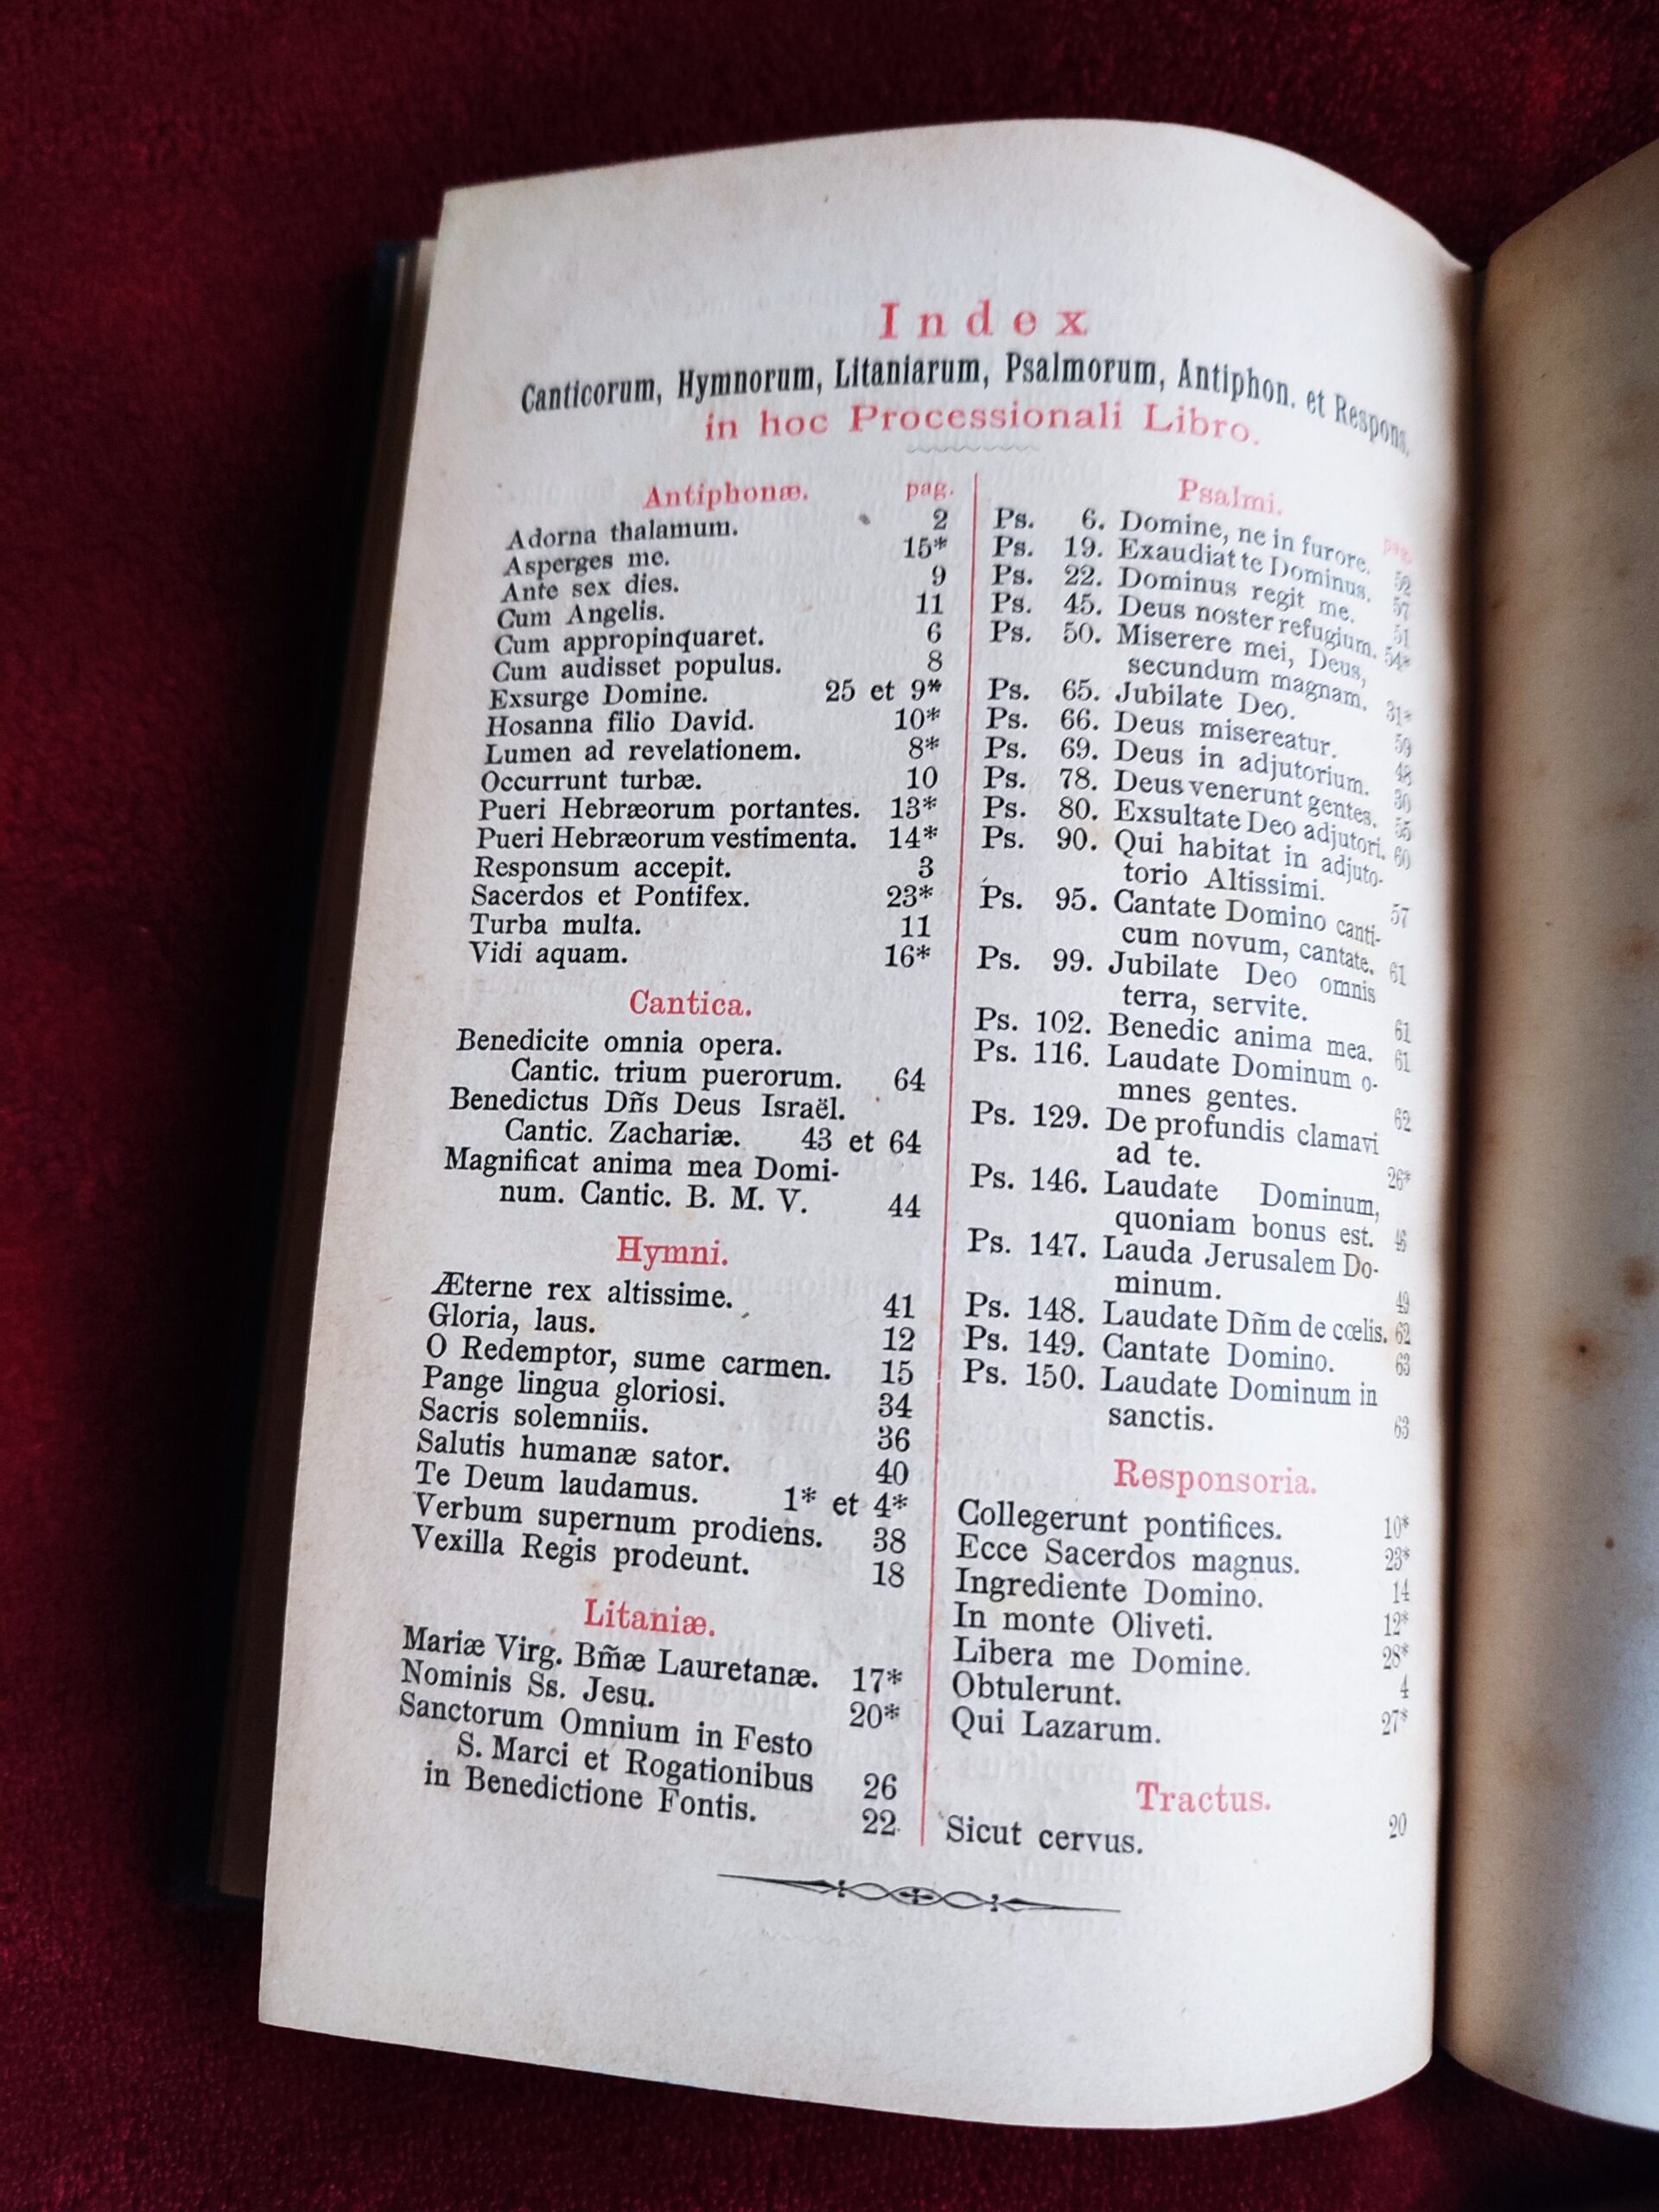 Index
Canticorum, Hymnorum, Litaniarum, Psalmorum, Antiphon. et Respons.
in hoc Processionali Libro.
Antiphonæ. pag.
Adorna thalamum. 2
Asperges me. 15*
Ante sex dies. 9
Cum Angelis. 11
Cum appropinquaret. 6
Cum audisset populus. 8
Exsurge Domine. 25 et 9*
Hosanna filio David. 10*
Lumen ad revelationem. 8*
Occurrunt turbæ. 10
Pueri Hebræorum portantes. 13*
Pueri Hebræorum vestimenta. 14*
Responsum accepit. 3
Sacerdos et Pontifex. 23*
Turba multa. 11
Vidi aquam. 16*
Cantica.
Benedicite omnia opera.
Cantic. trium puerorum. 64
Benedictus Dñs Deus Israël.
Cantic. Zachariæ. 43 et 64
Magnificat anima mea Domi-
num. Cantic. B. M. V. 44
Hymni.
Æterne rex altissime. 41
Gloria, laus. 12
O Redemptor, sume carmen. 15
Pange lingua gloriosi. 34
Sacris solemniis. 36
Salutis humanæ sator. 40
Te Deum laudamus. 1* et 4*
Verbum supernum prodiens. 38
Vexilla Regis prodeunt. 18
Litaniæ.
Mariæ Virg. Bm̃æ Lauretanæ. 17*
Nominis Ss. Jesu. 20*
Sanctorum Omnium in Festo
S. Marci et Rogationibus 26
in Benedictione Fontis. 22
Psalmi.
pag.
Ps. 6. Domine, ne in furore. 52
Ps. 19. Exaudiat te Dominus. 57
Ps. 22. Dominus regit me. 51
Ps. 45. Deus noster refugium. 54*
Ps. 50. Miserere mei, Deus,
secundum magnam. 31*
Ps. 65. Jubilate Deo. 59
Ps. 66. Deus misereatur. 48
Ps. 69. Deus in adjutorium. 30
Ps. 78. Deus venerunt gentes. 55
Ps. 80. Exsultate Deo adjutori. 60
Ps. 90. Qui habitat in adjuto-
torio Altissimi. 57
Ps. 95. Cantate Domino canti-
cum novum, cantate. 61
Ps. 99. Jubilate Deo omnis
terra, servite. 61
Ps. 102. Benedic anima mea. 61
Ps. 116. Laudate Dominum o-
mnes gentes. 62
Ps. 129. De profundis clamavi
ad te. 26*
Ps. 146. Laudate Dominum,
quoniam bonus est. 46
Ps. 147. Lauda Jerusalem Do-
minum. 49
Ps. 148. Laudate Dñm de cœlis. 62
Ps. 149. Cantate Domino. 63
Ps. 150. Laudate Dominum in
sanctis. 63
Responsoria.
Collegerunt pontifices. 10*
Ecce Sacerdos magnus. 23*
Ingrediente Domino. 14
In monte Oliveti. 12*
Libera me Domine. 28*
Obtulerunt. 4
Qui Lazarum. 27*
Tractus.
Sicut cervus. 20